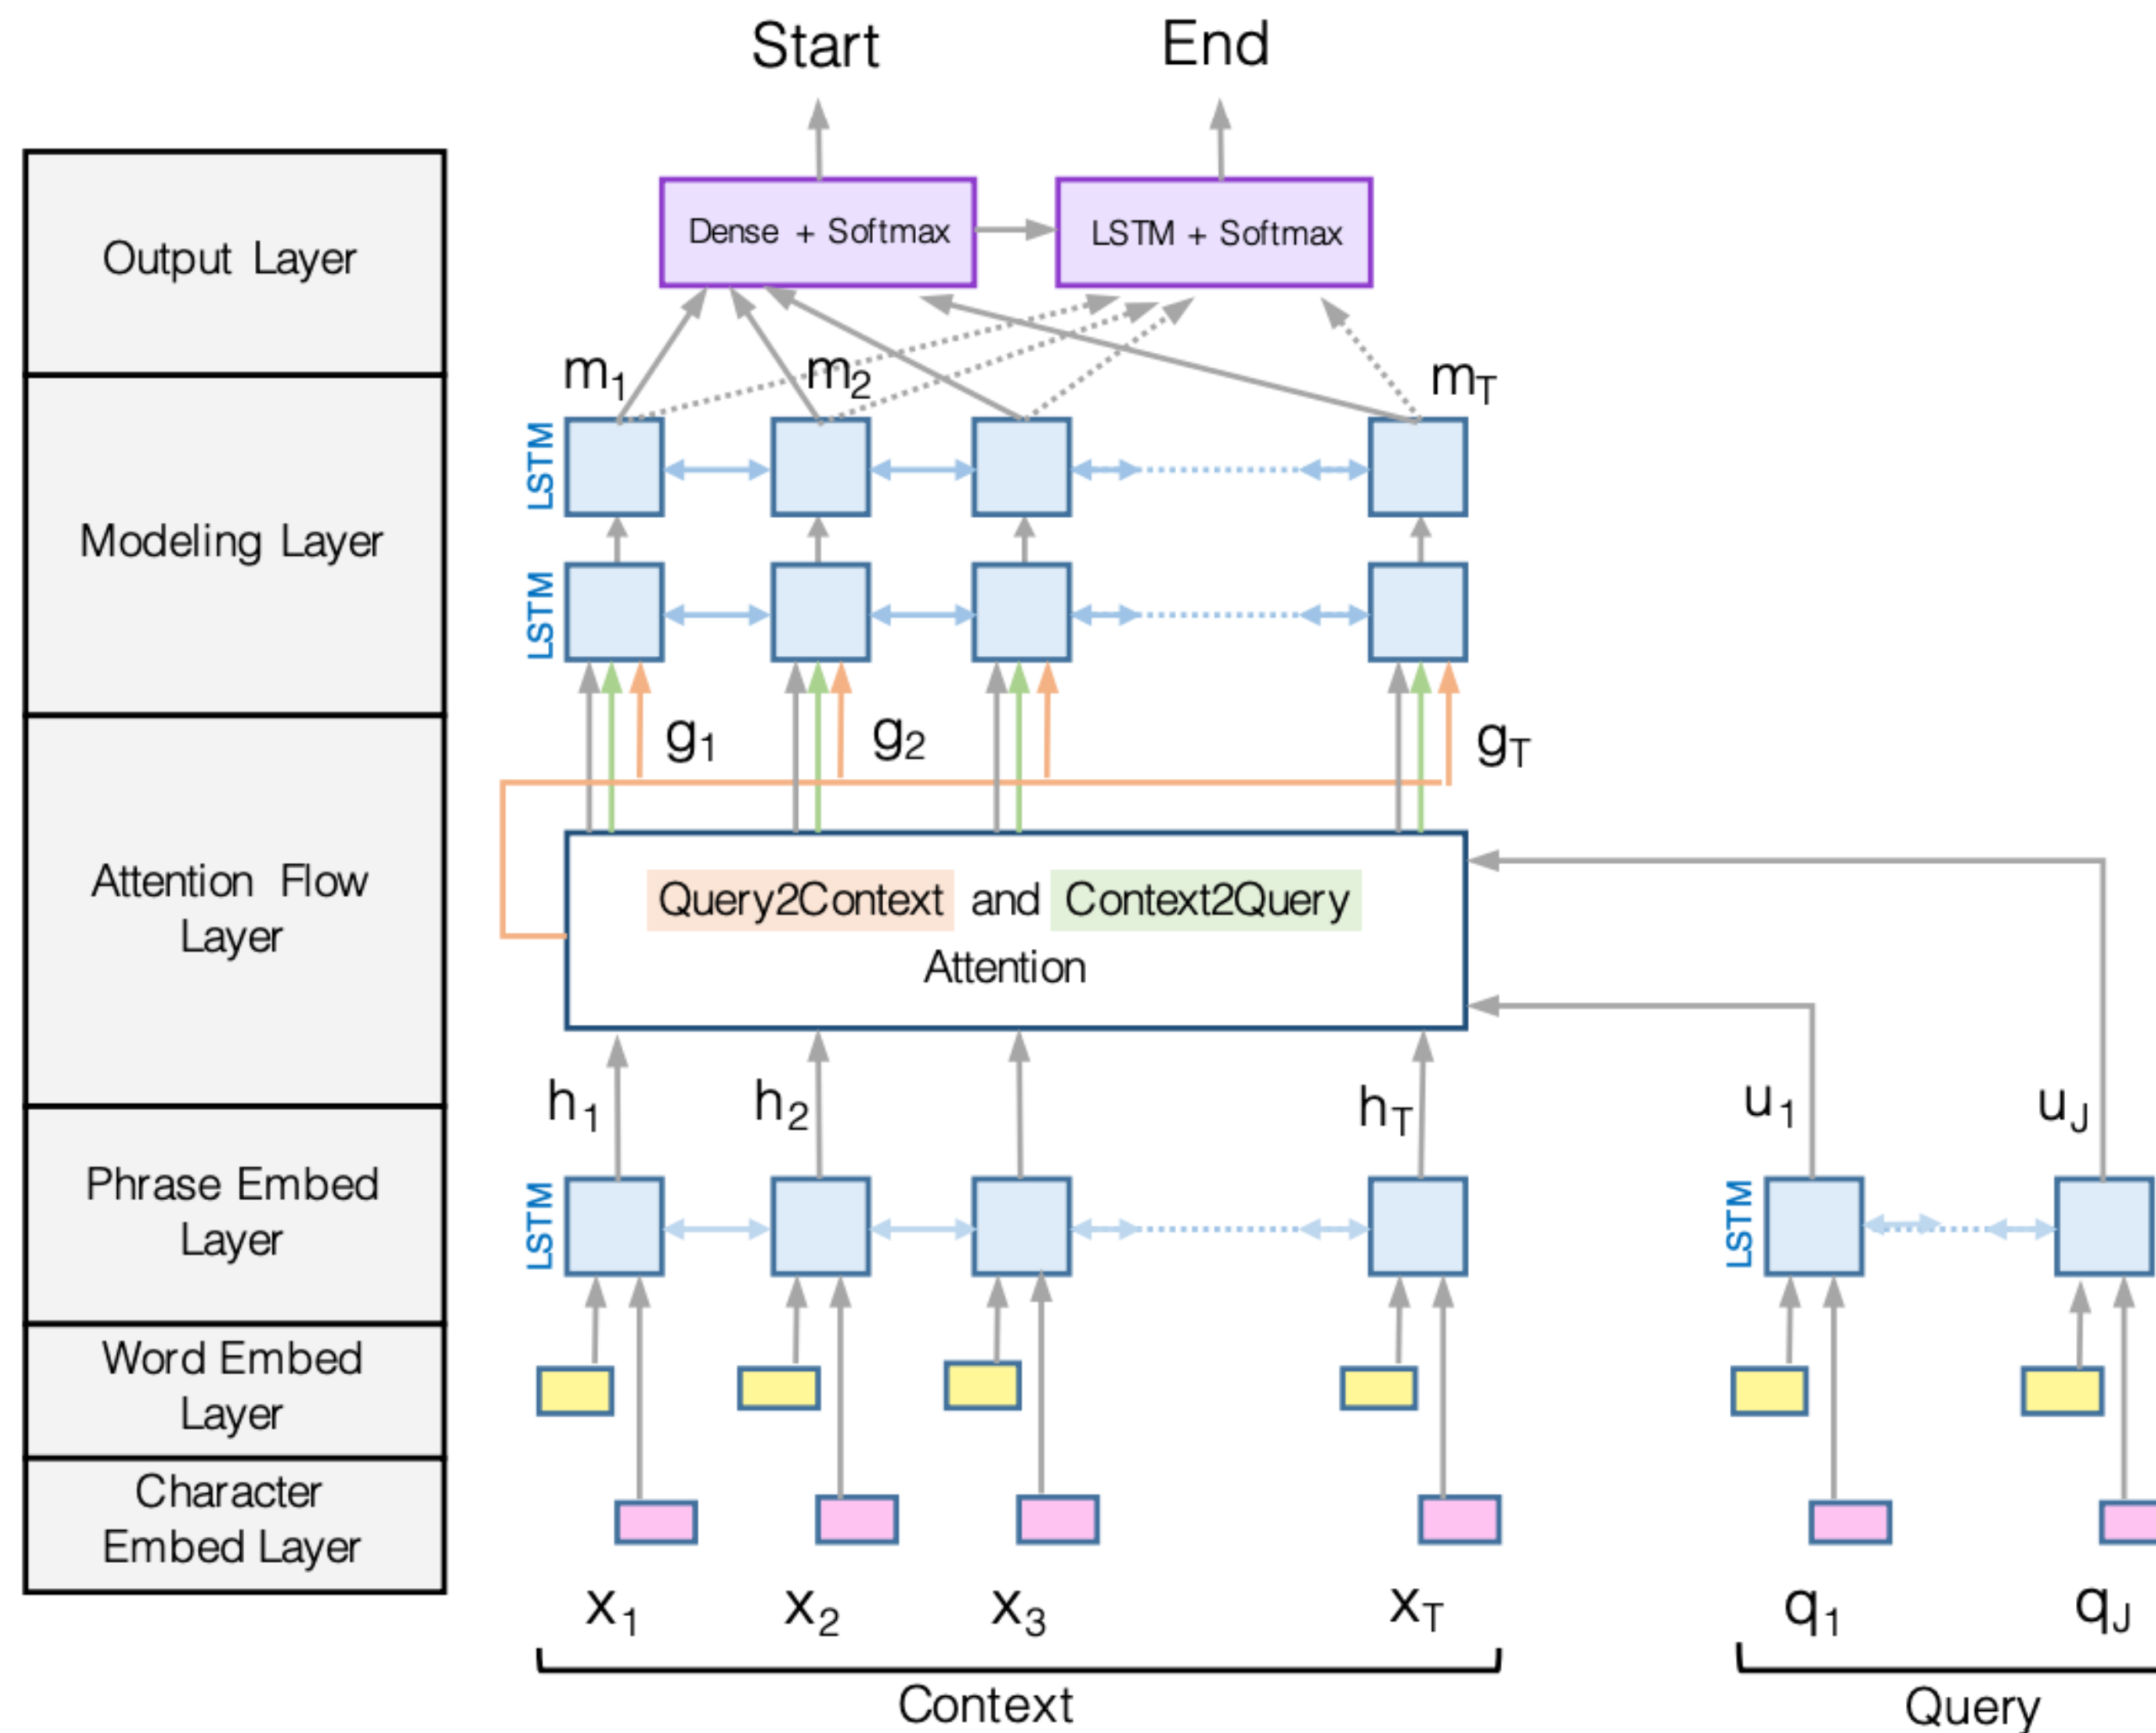 Start End
Output Layer
Dense + Softmax
LSTM + Softmax
m1 m2 mT
Modeling Layer
LSTM
LSTM
g1 g2 gT
Attention Flow
Layer
Query2Context and Context2Query
Attention
h1 h2 hT u1 uJ
Phrase Embed
Layer
LSTM
LSTM
Word Embed
Layer
Character
Embed Layer
x1 x2 x3 xT q1 qJ
Context Query